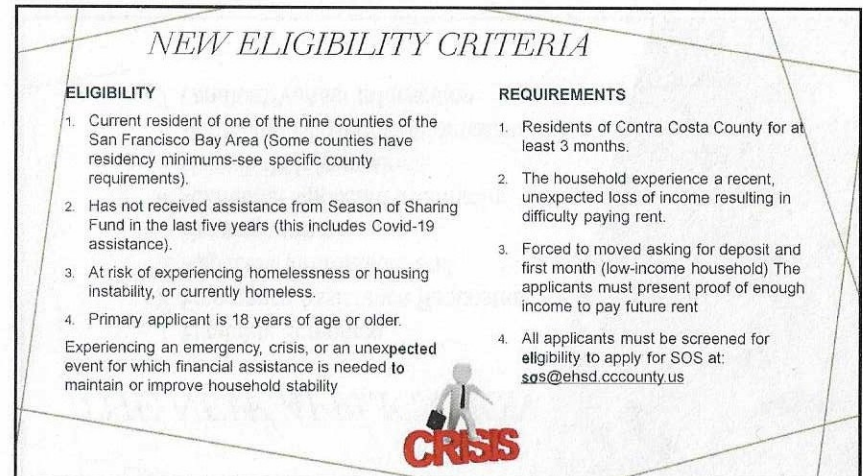 NEW ELIGIBILITY CRITERIA
ELIGIBILITY
1. Current resident of one of the nine counties of the
San Francisco Bay Area (Some counties have
residency minimums-see specific county
requirements).
2. Has not received assistance from Season of Sharing
Fund in the last five years (this includes Covid-19
assistance).
3. At risk of experiencing homelessness or housing
instability, or currently homeless.
4. Primary applicant is 18 years of age or older.
Experiencing an emergency, crisis, or an unexpected
event for which financial assistance is needed to
maintain or improve household stability
REQUIREMENTS
1. Residents of Contra Costa County for at
least 3 months.
2. The household experience a recent,
unexpected loss of income resulting in
difficulty paying rent.
3. Forced to moved asking for deposit and
first month (low-income household) The
applicants must present proof of enough
income to pay future rent
4. All applicants must be screened for
eligibility to apply for SOS at:
sos@ehsd.cccounty.us
CRISIS